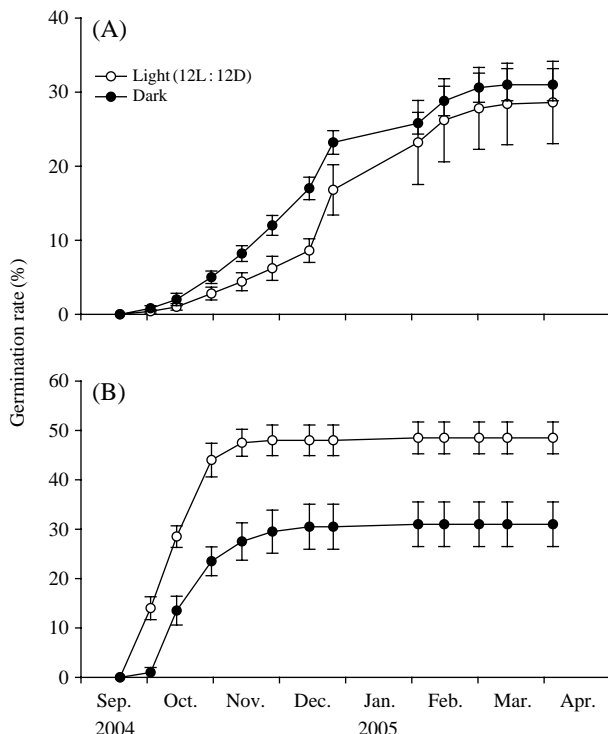 (A)
Light (12L : 12D)
Dark
40
30
20
10
0
Germination rate (%)
(B)
60
50
40
30
20
10
0
Sep. Oct. Nov. Dec. Jan. Feb. Mar. Apr.
2004 2005